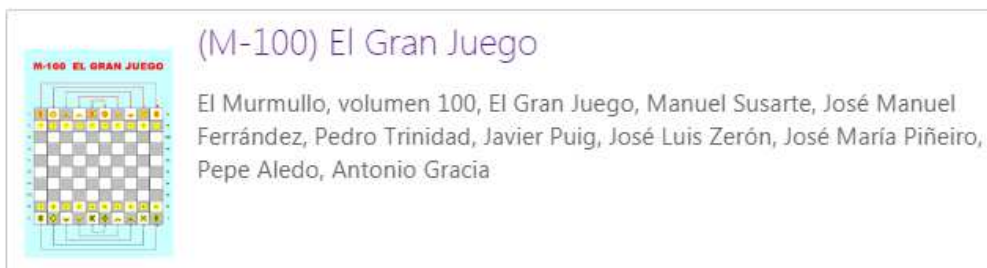 (M-100) El Gran Juego
M-100 EL GRAN JUEGO
El Murmullo, volumen 100, El Gran Juego, Manuel Susarte, José Manuel
Ferrández, Pedro Trinidad, Javier Puig, José Luis Zerón, José María Piñeiro,
Pepe Aledo, Antonio Gracia